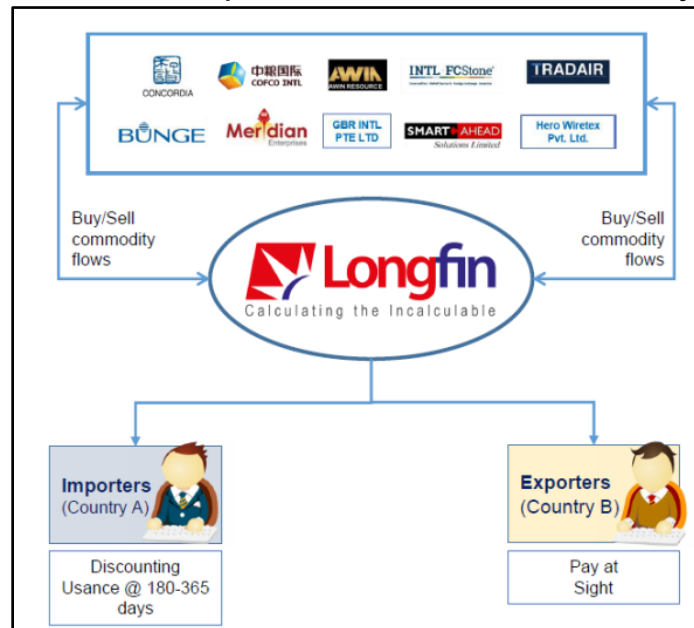 CONCORDIA
中粮国际
COFCO INTL
AWIN
AWIN RESOURCE
INTL FCStone®
TRADAIR
BUNGE
Meridian
Enterprises
GBR INTL
PTE LTD
SMART AHEAD
Solutions Limited
Hero Wiretex
Pvt. Ltd.
Buy/Sell
commodity
flows
Buy/Sell
commodity
flows
Longfin
Calculating the Incalculable
Importers
(Country A)
Exporters
(Country B)
Discounting
Usance @ 180-365
days
Pay at
Sight